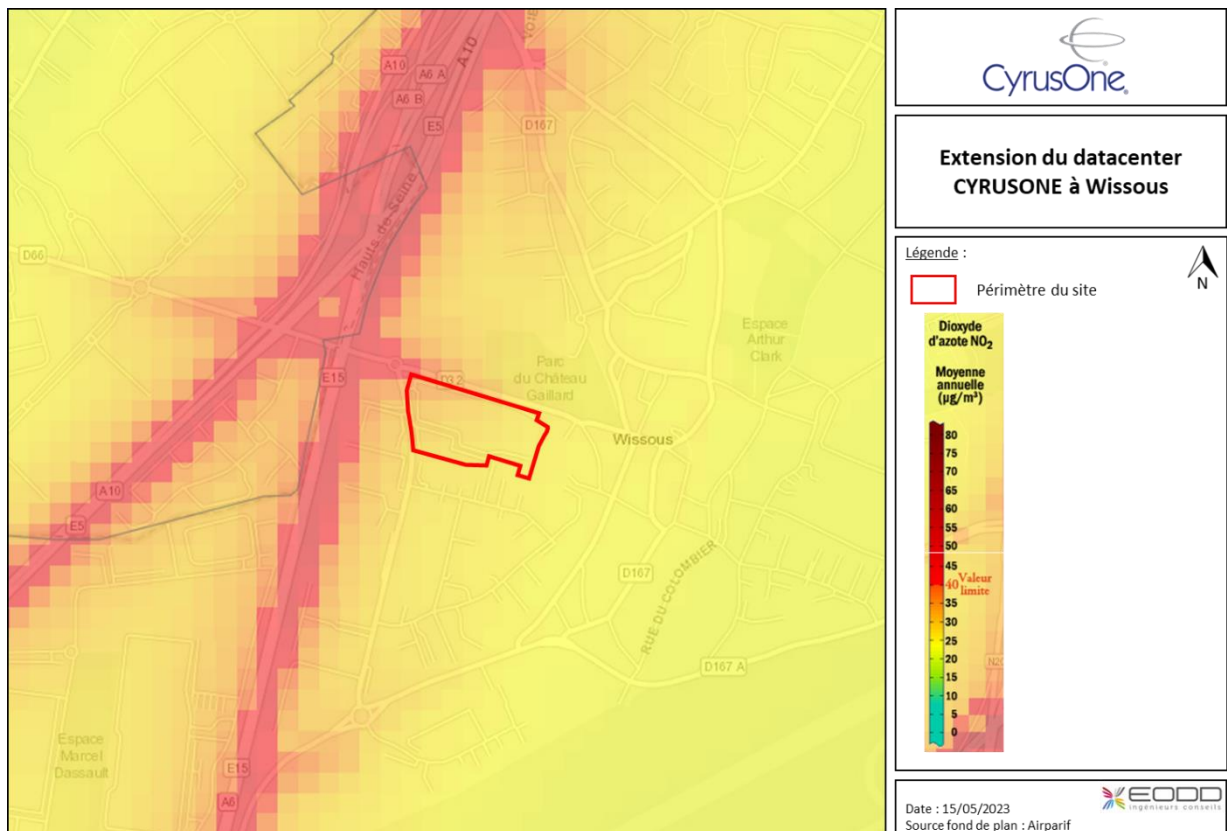 A10
A10
A6 A
A6 B
E5
VOIE
D167
Hauts de Seine
D66
E15
D32
Parc
du Château
Gaillard
Espace
Arthur
Clark
Wissous
A10
E5
D167
RUE DU COLOMBIER
D167 A
Espace
Marcel
Dassault
E15
A6
CyrusOne.
Extension du datacenter
CYRUSONE à Wissous
Légende :
N
Périmètre du site
Dioxyde
d'azote NO2
Moyenne
annuelle
(µg/m³)
80
75
70
65
60
55
50
45
40 Valeur
limite
35
30
25
20
15
10
5
0
Date : 15/05/2023
Source fond de plan : Airparif
EODD
ingénieurs conseils